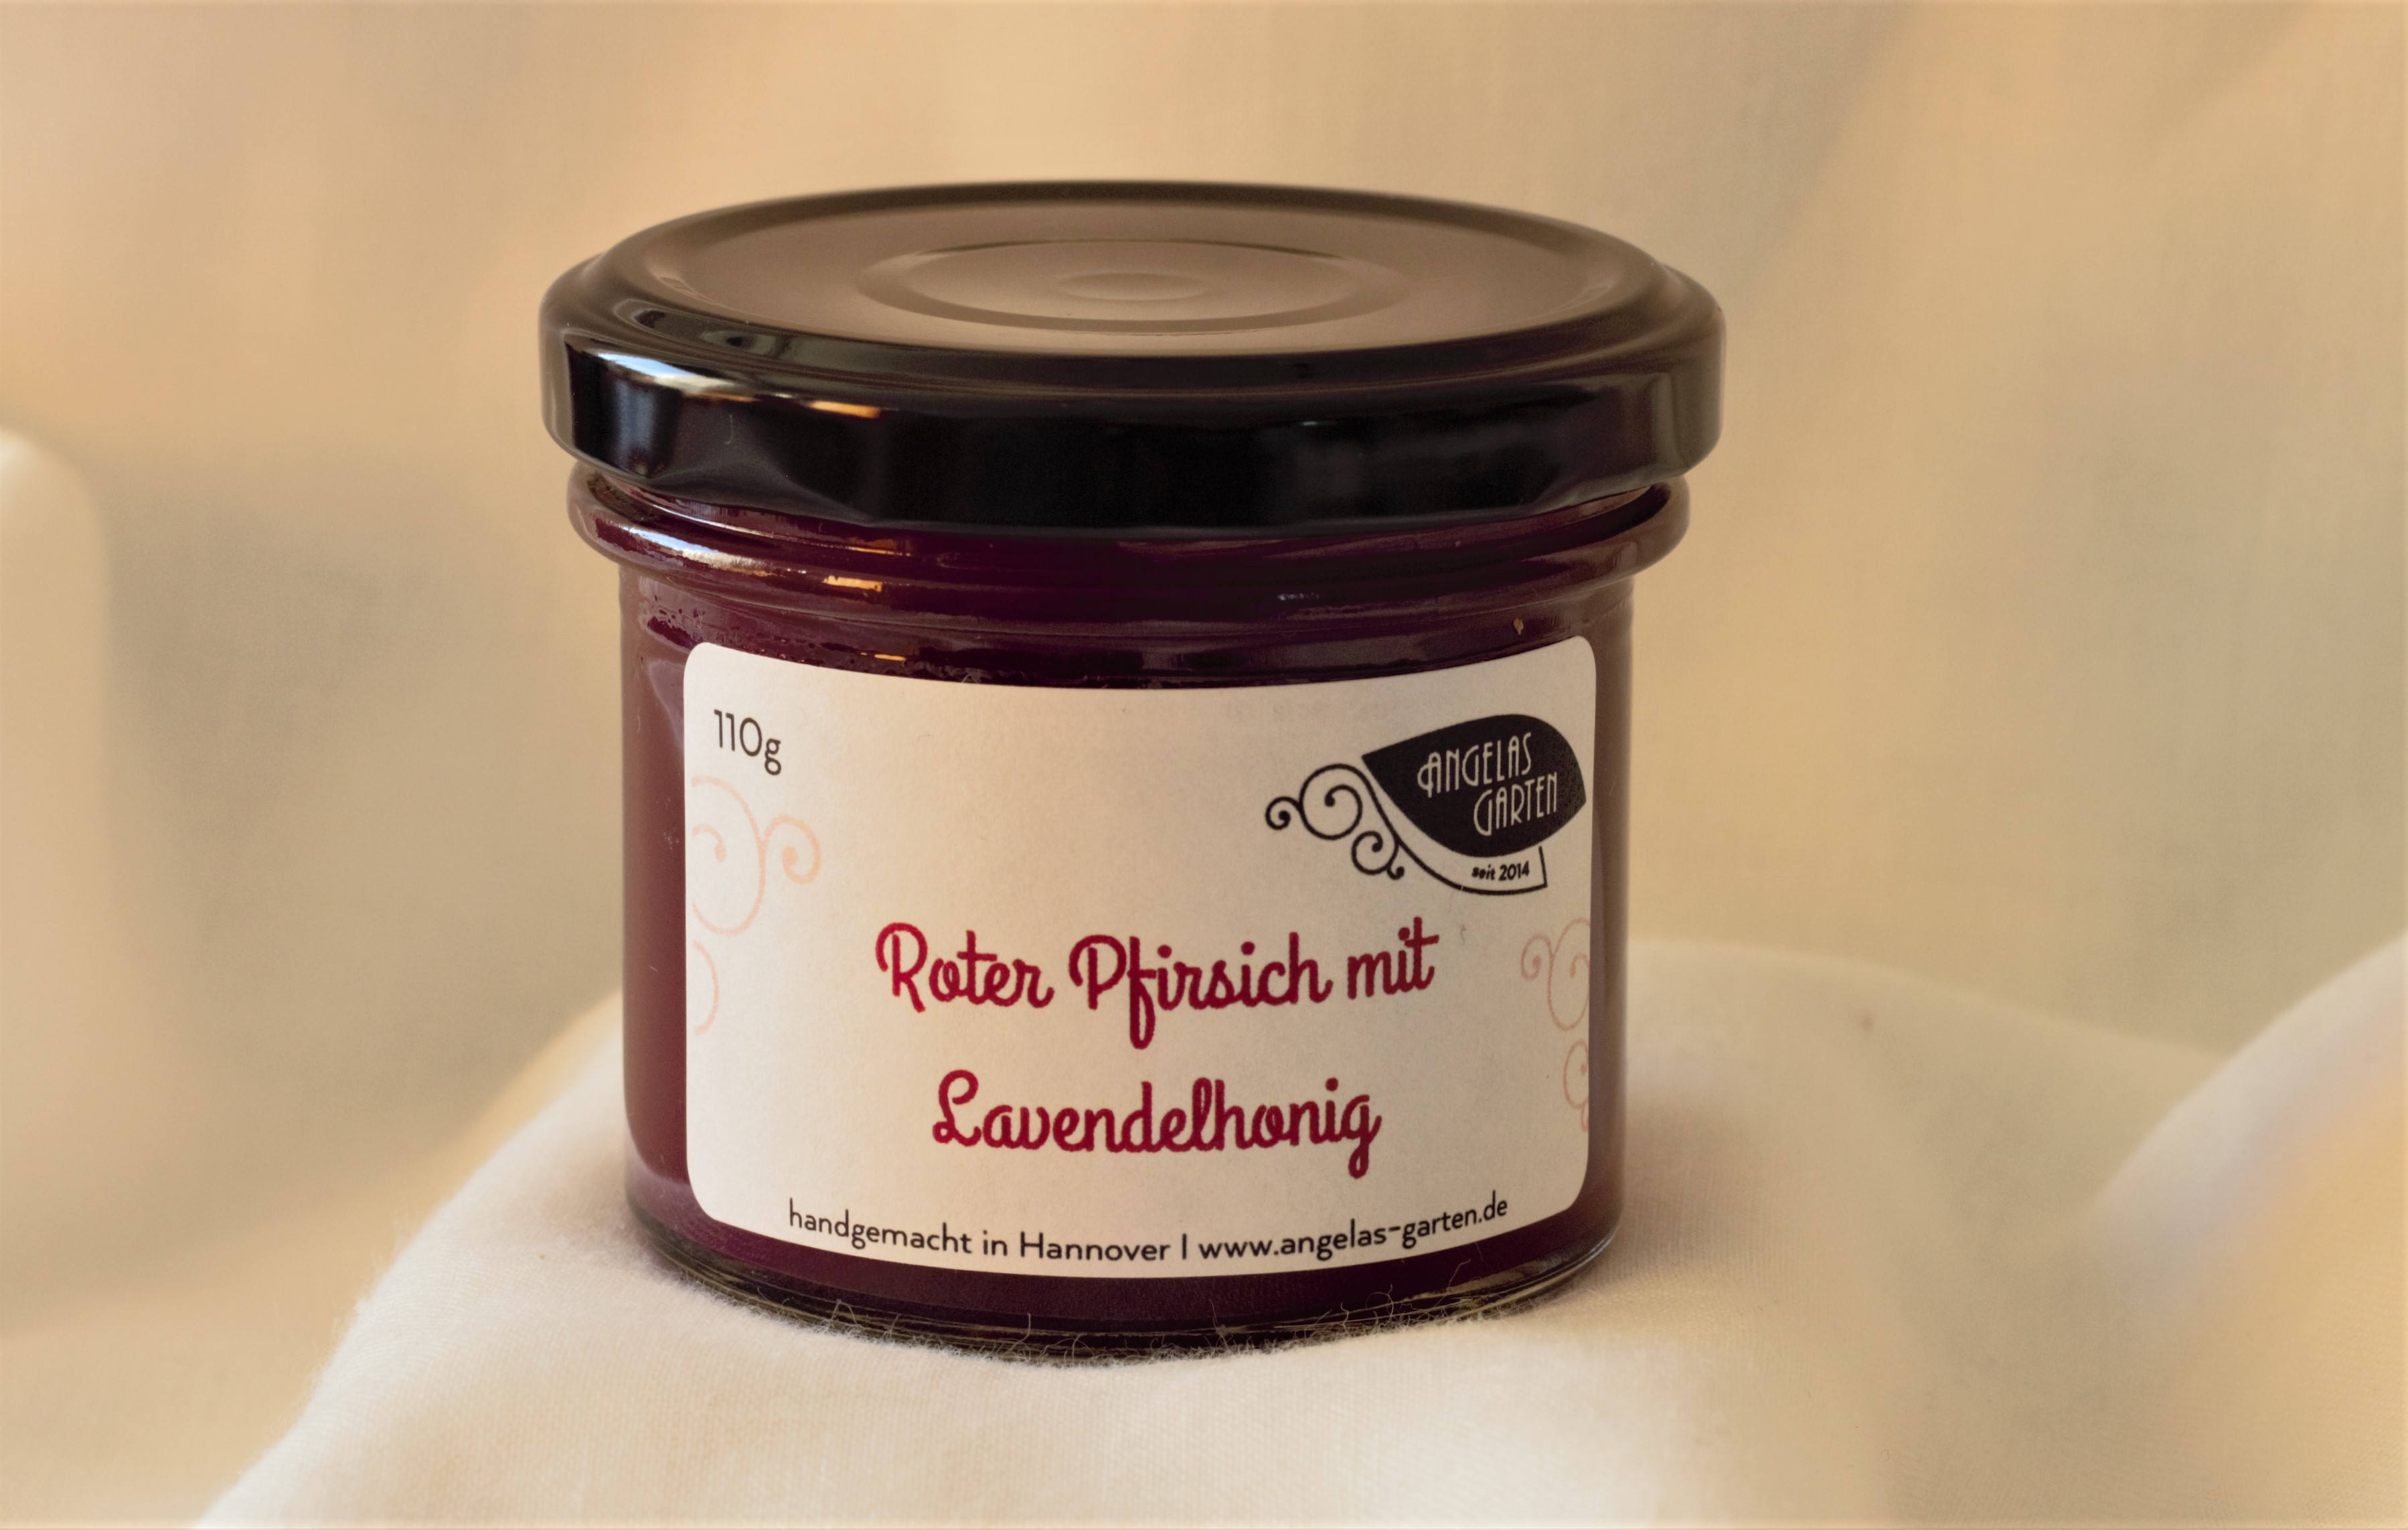 110g
ANGELAS
GARTEN
seit 2014
Roter Pfirsich mit
Lavendelhonig
handgemacht in Hannover | www.angelas-garten.de